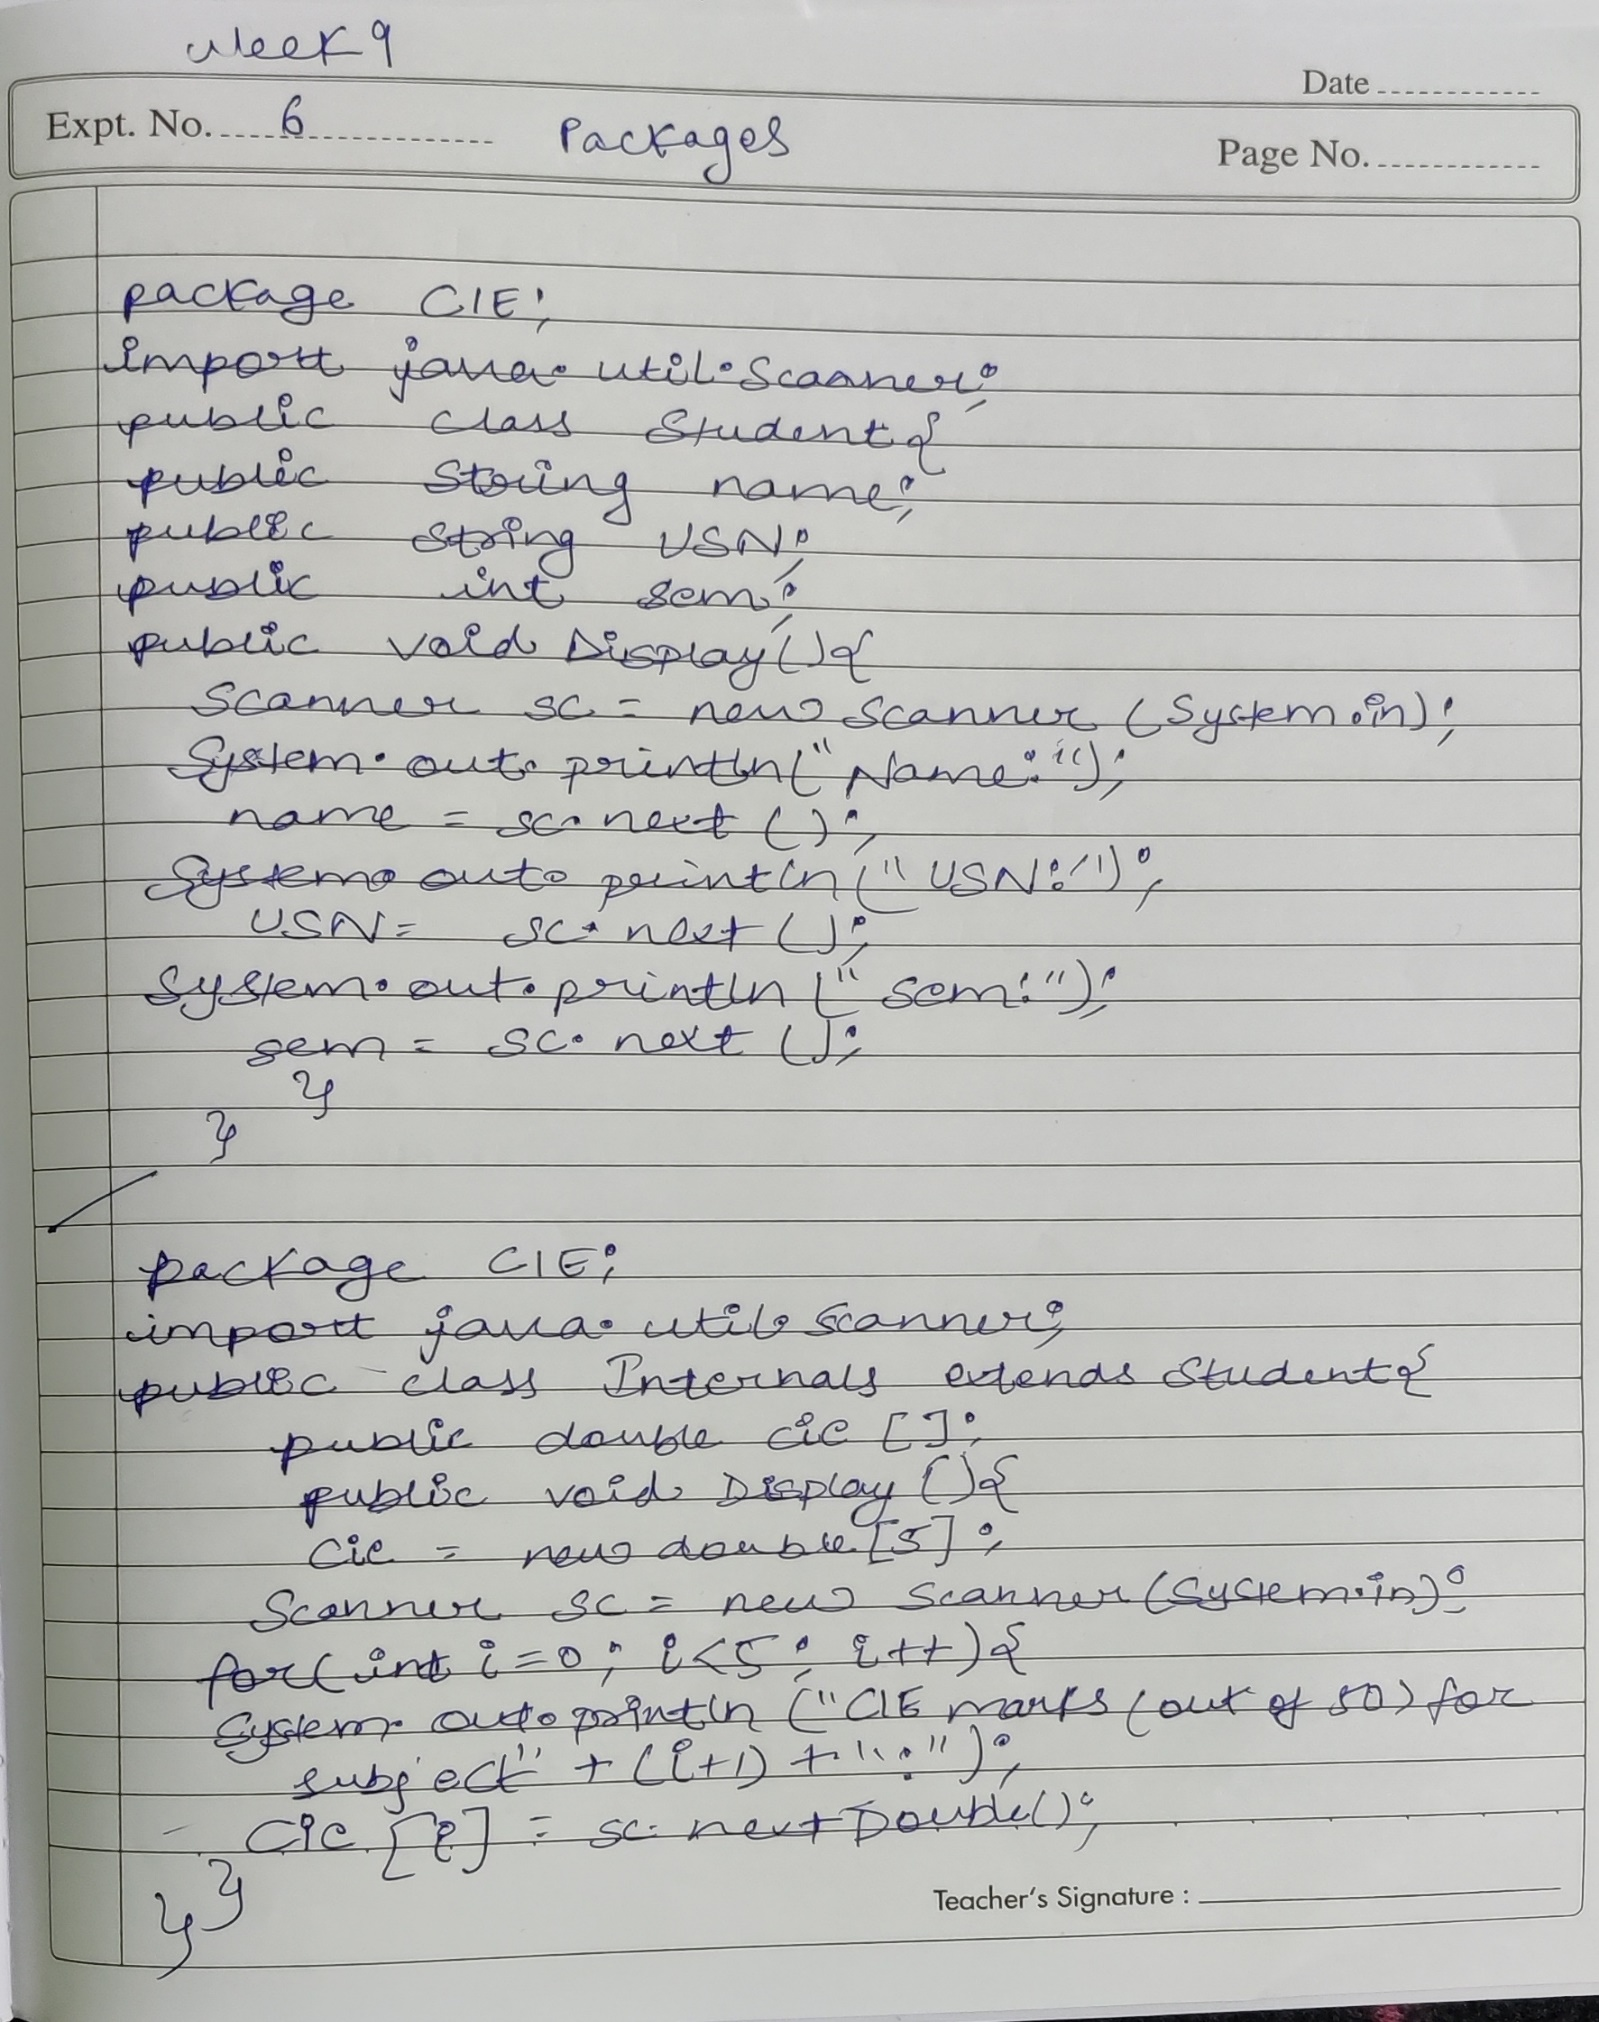 Week 9
Date
Expt. No. 6 Packages
Page No.
package CIE;
import java.util.Scanner;
public class Student{
public String name;
public String USN;
public int sem;
public void Display(){
Scanner sc = new Scanner (System.in);
System.out.println("Name:");
name = sc.next ();
System.out.println("USN:");
USN = sc.next ();
System.out.println ("sem:");
sem = sc.next ();
}
}
package CIE;
import java.util.Scanner;
public class Internals extends Student{
public double cie [];
public void Display (){
cie = new double[5];
Scanner sc = new Scanner(System.in);
for(int i=0; i<5; i++){
System.out.println ("CIE marks (out of 50) for
subject" + (i+1) + ":");
cie [i] = sc.nextDouble();
}
}
Teacher's Signature :